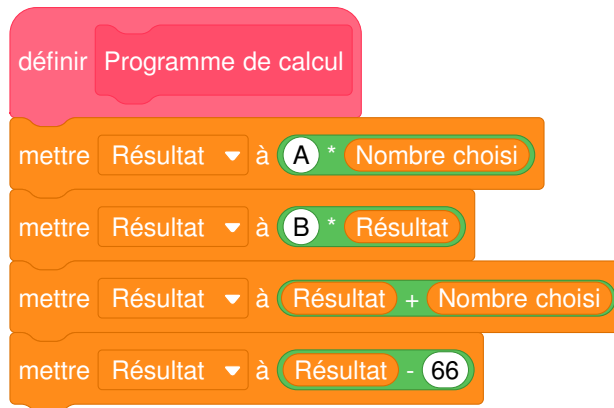 définir Programme de calcul
mettre Résultat à A * Nombre choisi
mettre Résultat à B * Résultat
mettre Résultat à Résultat + Nombre choisi
mettre Résultat à Résultat - 66